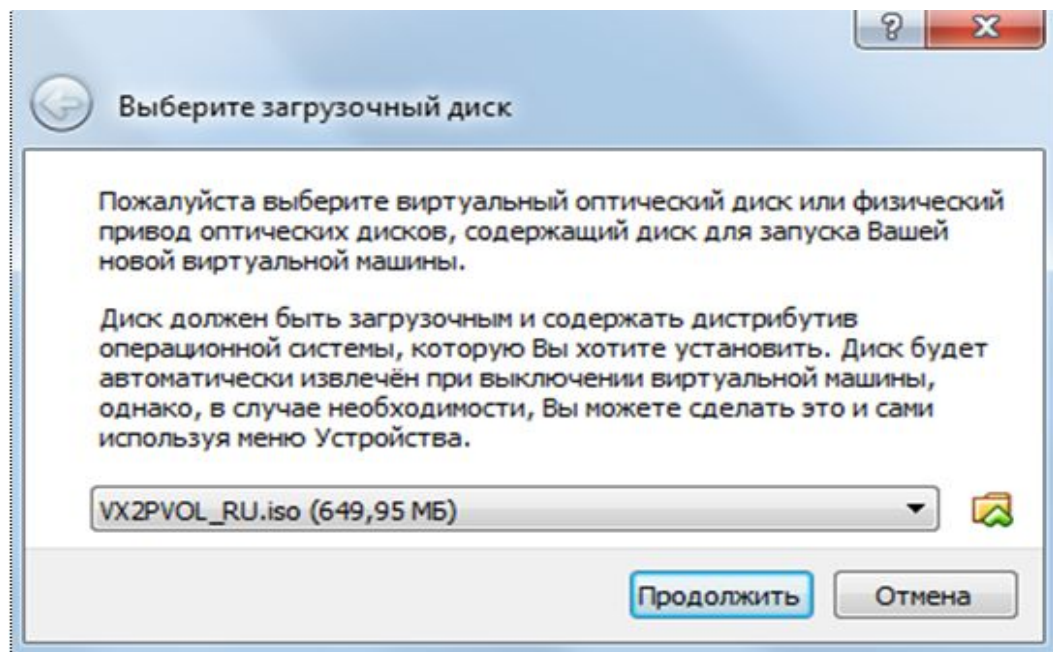 Выберите загрузочный диск
Пожалуйста выберите виртуальный оптический диск или физический
привод оптических дисков, содержащий диск для запуска Вашей
новой виртуальной машины.
Диск должен быть загрузочным и содержать дистрибутив
операционной системы, которую Вы хотите установить. Диск будет
автоматически извлечён при выключении виртуальной машины,
однако, в случае необходимости, Вы можете сделать это и сами
используя меню Устройства.
VX2PVOL_RU.iso (649,95 МБ)
Продолжить Отмена